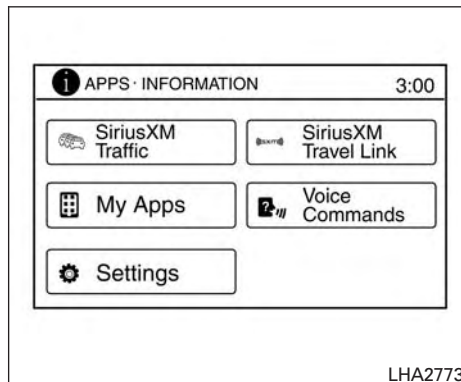 i APPS · INFORMATION 3:00
SiriusXM
Traffic
SiriusXM
Travel Link
My Apps
Voice
Commands
Settings
LHA2773